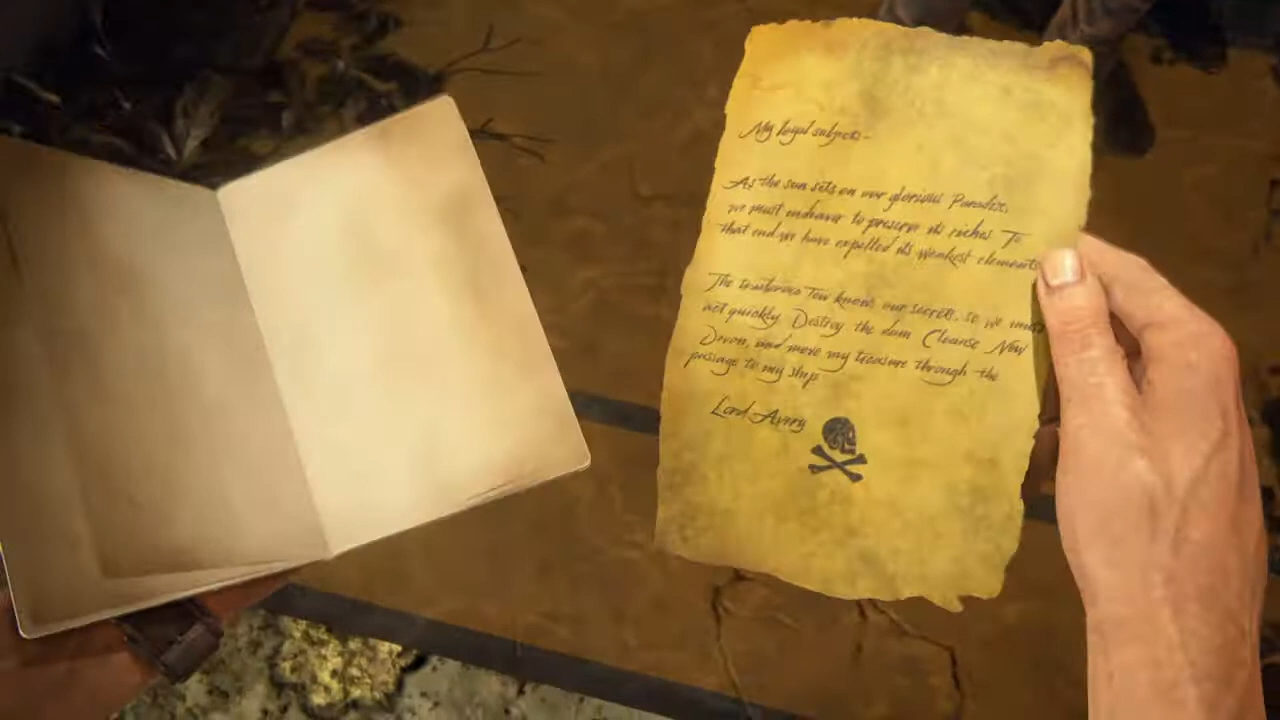 My loyal subjects-
As the sun sets on our glorious Paradise,
we must endeavor to preserve its riches To
that end we have expelled its weakest elements
The traitorous Tew knows our secrets, so we must
act quickly Destroy the dam Cleanse New
Devon, and move my treasure through the
passage to my ship
Lord Avery